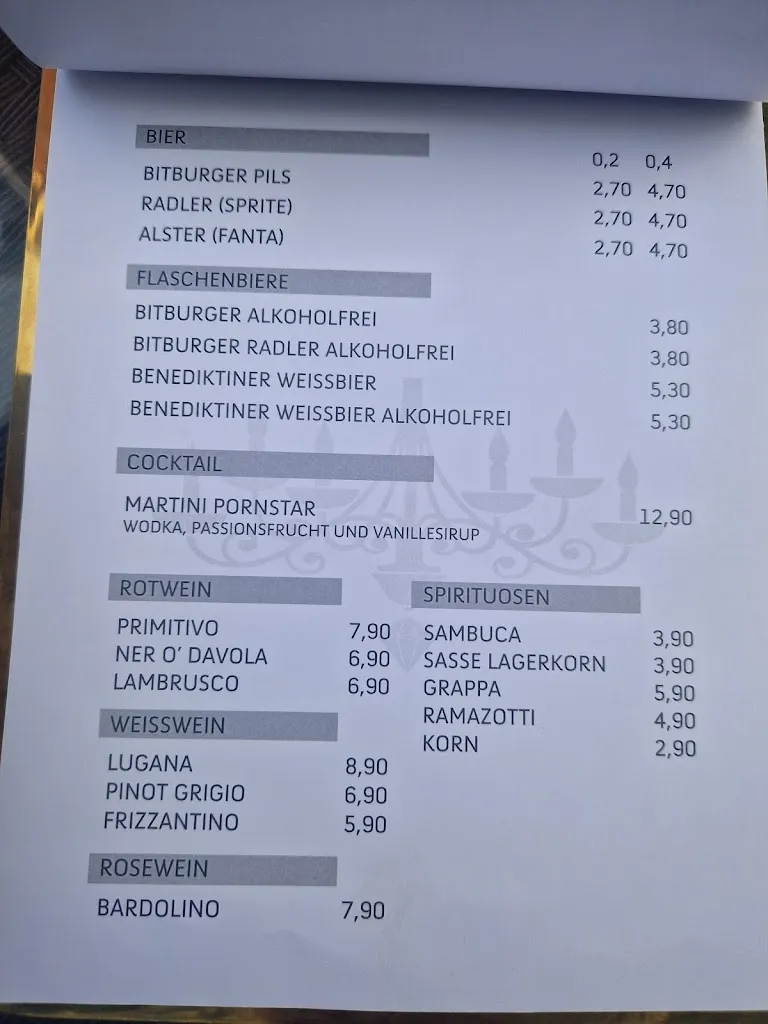 BIER
0,2 0,4
BITBURGER PILS 2,70 4,70
RADLER (SPRITE) 2,70 4,70
ALSTER (FANTA) 2,70 4,70
FLASCHENBIERE
BITBURGER ALKOHOLFREI 3,80
BITBURGER RADLER ALKOHOLFREI 3,80
BENEDIKTINER WEISSBIER 5,30
BENEDIKTINER WEISSBIER ALKOHOLFREI 5,30
COCKTAIL
MARTINI PORNSTAR 12,90
WODKA, PASSIONSFRUCHT UND VANILLESIRUP
ROTWEIN
PRIMITIVO 7,90
NER O' DAVOLA 6,90
LAMBRUSCO 6,90
WEISSWEIN
LUGANA 8,90
PINOT GRIGIO 6,90
FRIZZANTINO 5,90
ROSEWEIN
BARDOLINO 7,90
SPIRITUOSEN
SAMBUCA 3,90
SASSE LAGERKORN 3,90
GRAPPA 5,90
RAMAZOTTI 4,90
KORN 2,90